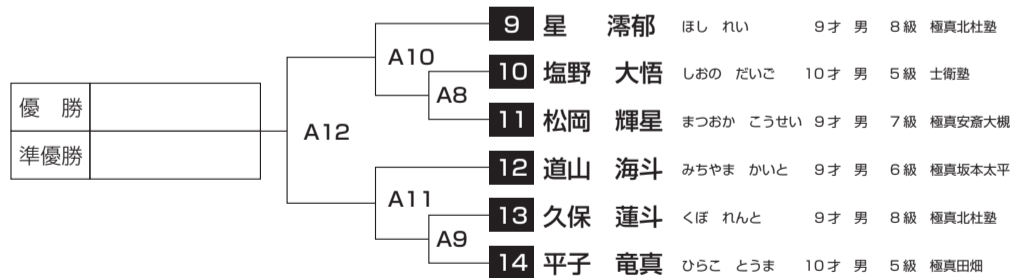 9 星 澪郁 ほし れい 9才 男 8級 極真北杜塾
A10
10 塩野 大悟 しおの だいご 10才 男 5級 士衛塾
A8
優 勝
11 松岡 輝星 まつおか こうせい 9才 男 7級 極真安斎大槻
A12
準優勝
12 道山 海斗 みちやま かいと 9才 男 6級 極真坂本太平
A11
13 久保 蓮斗 くぼ れんと 9才 男 8級 極真北杜塾
A9
14 平子 竜真 ひらこ とうま 10才 男 5級 極真田畑